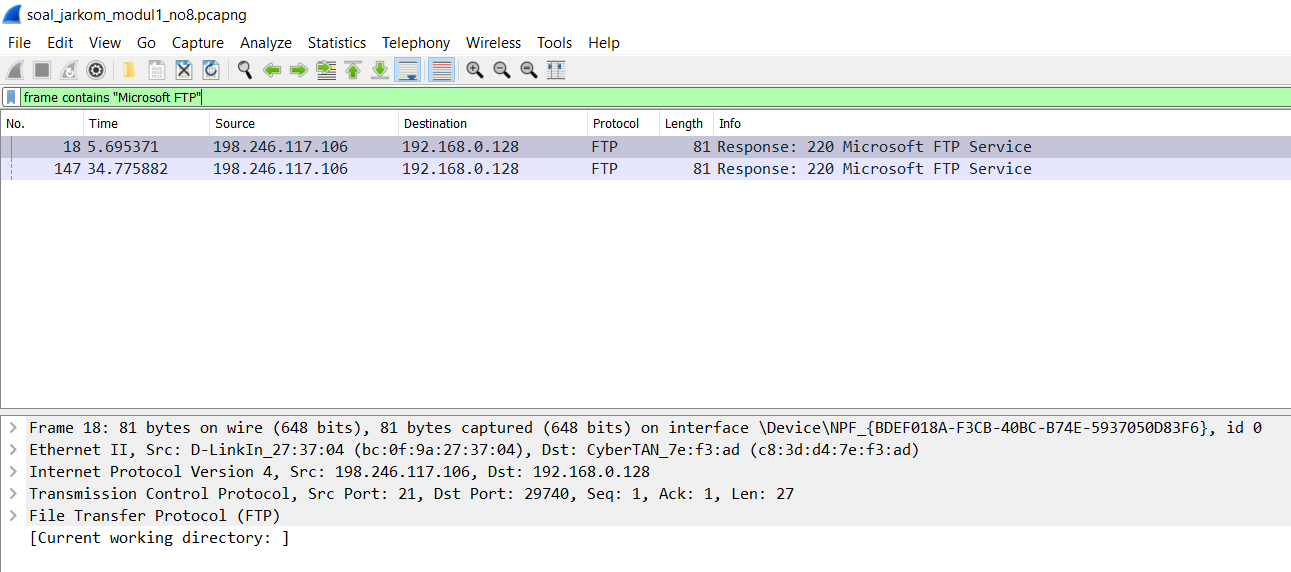 soal_jarkom_modul1_no8.pcapng
File Edit View Go Capture Analyze Statistics Telephony Wireless Tools Help
frame contains "Microsoft FTP"
No. Time Source Destination Protocol Length Info
18 5.695371 198.246.117.106 192.168.0.128 FTP 81 Response: 220 Microsoft FTP Service
147 34.775882 198.246.117.106 192.168.0.128 FTP 81 Response: 220 Microsoft FTP Service
Frame 18: 81 bytes on wire (648 bits), 81 bytes captured (648 bits) on interface \Device\NPF_{BDEF018A-F3CB-40BC-B74E-5937050D83F6}, id 0
Ethernet II, Src: D-LinkIn_27:37:04 (bc:0f:9a:27:37:04), Dst: CyberTAN_7e:f3:ad (c8:3d:d4:7e:f3:ad)
Internet Protocol Version 4, Src: 198.246.117.106, Dst: 192.168.0.128
Transmission Control Protocol, Src Port: 21, Dst Port: 29740, Seq: 1, Ack: 1, Len: 27
File Transfer Protocol (FTP)
[Current working directory: ]